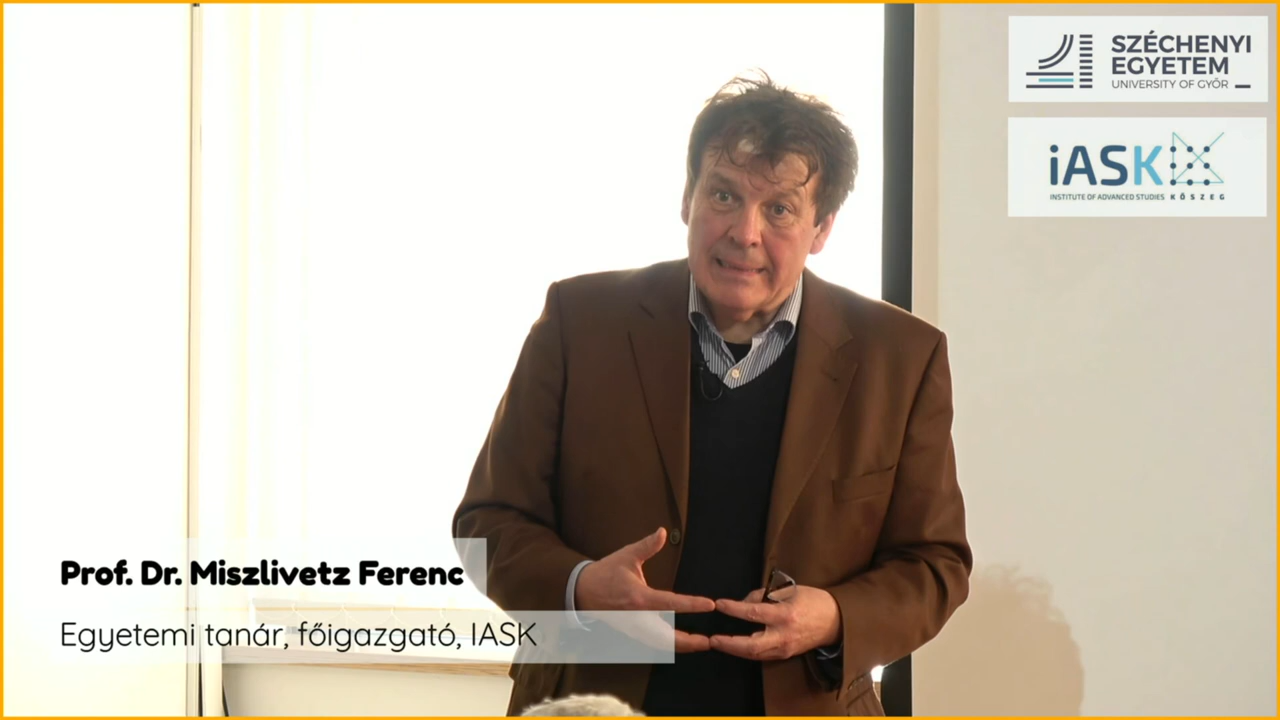 SZÉCHENYI
EGYETEM
UNIVERSITY OF GYŐR
iASK
INSTITUTE OF ADVANCED STUDIES KŐSZEG
Prof. Dr. Miszlivetz Ferenc
Egyetemi tanár, főigazgató, IASK